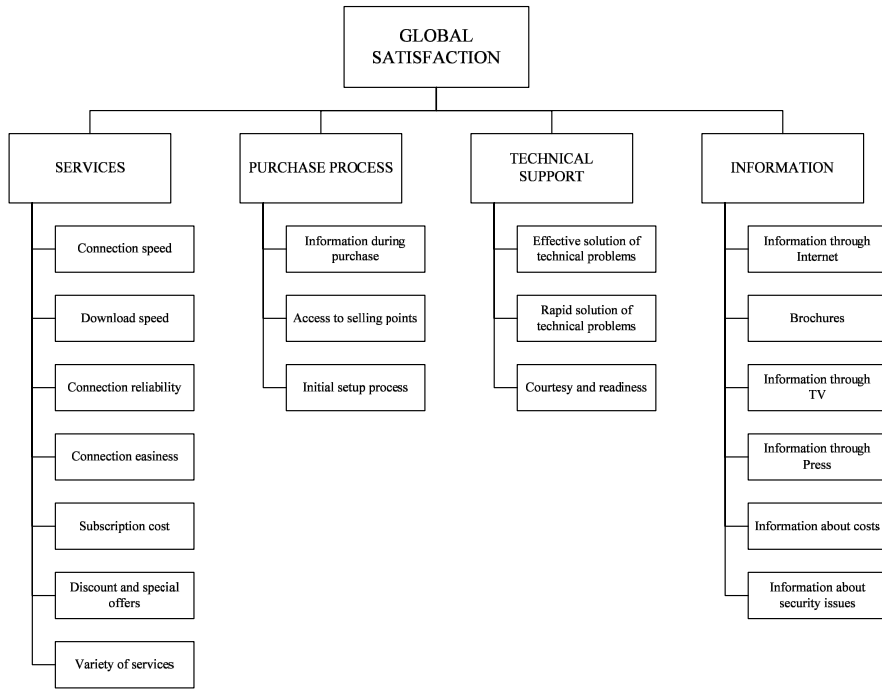 GLOBAL
SATISFACTION
SERVICES
PURCHASE PROCESS
TECHNICAL
SUPPORT
INFORMATION
Connection speed
Download speed
Connection reliability
Connection easiness
Subscription cost
Discount and special
offers
Variety of services
Information during
purchase
Access to selling points
Initial setup process
Effective solution of
technical problems
Rapid solution of
technical problems
Courtesy and readiness
Information through
Internet
Brochures
Information through
TV
Information through
Press
Information about costs
Information about
security issues